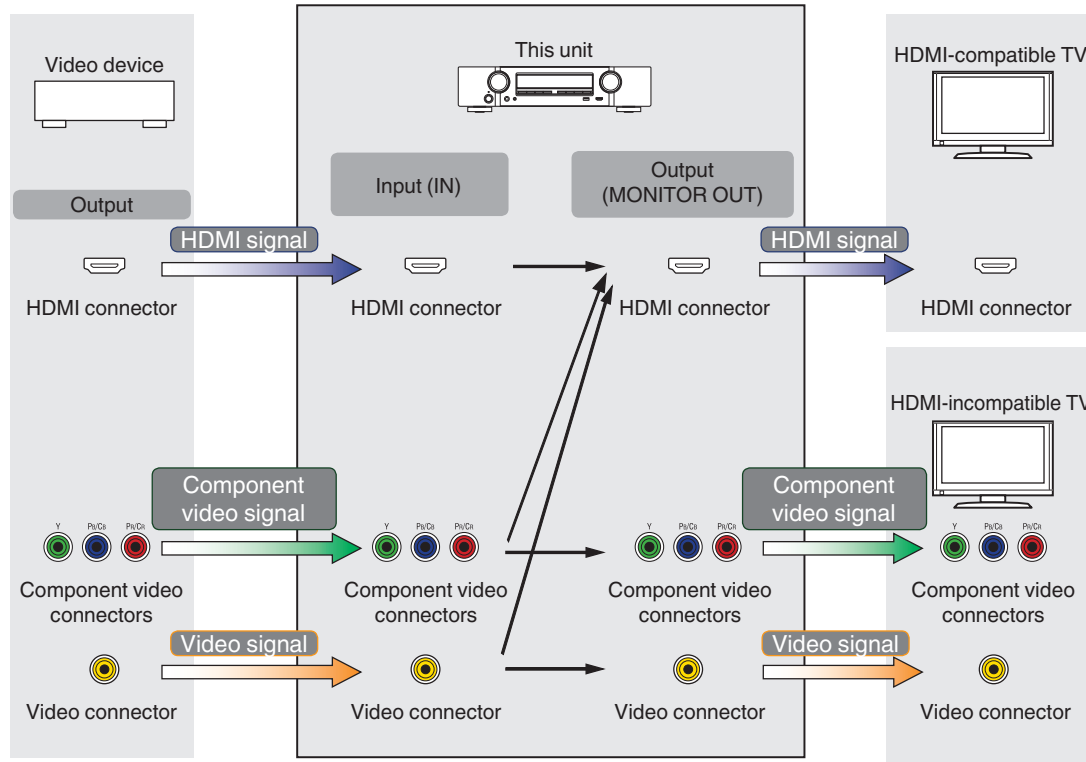 Video device
This unit
HDMI-compatible TV
Output
Input (IN)
Output
(MONITOR OUT)
HDMI signal
HDMI signal
HDMI connector
HDMI connector
HDMI connector
HDMI connector
HDMI-incompatible TV
Component
video signal
Component
video signal
Y PB/CB PR/CR
Y PB/CB PR/CR
Y PB/CB PR/CR
Y PB/CB PR/CR
Component video
connectors
Component video
connectors
Component video
connectors
Component video
connectors
Video signal
Video signal
Video connector
Video connector
Video connector
Video connector